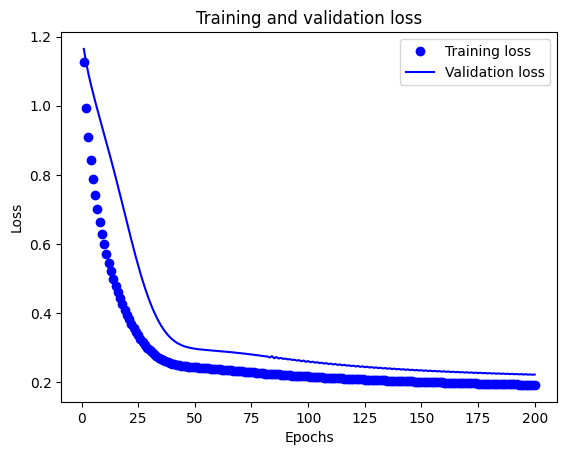 Training and validation loss
Training loss
Validation loss
1.2
1.0
0.8
0.6
0.4
0.2
Loss
0 25 50 75 100 125 150 175 200
Epochs